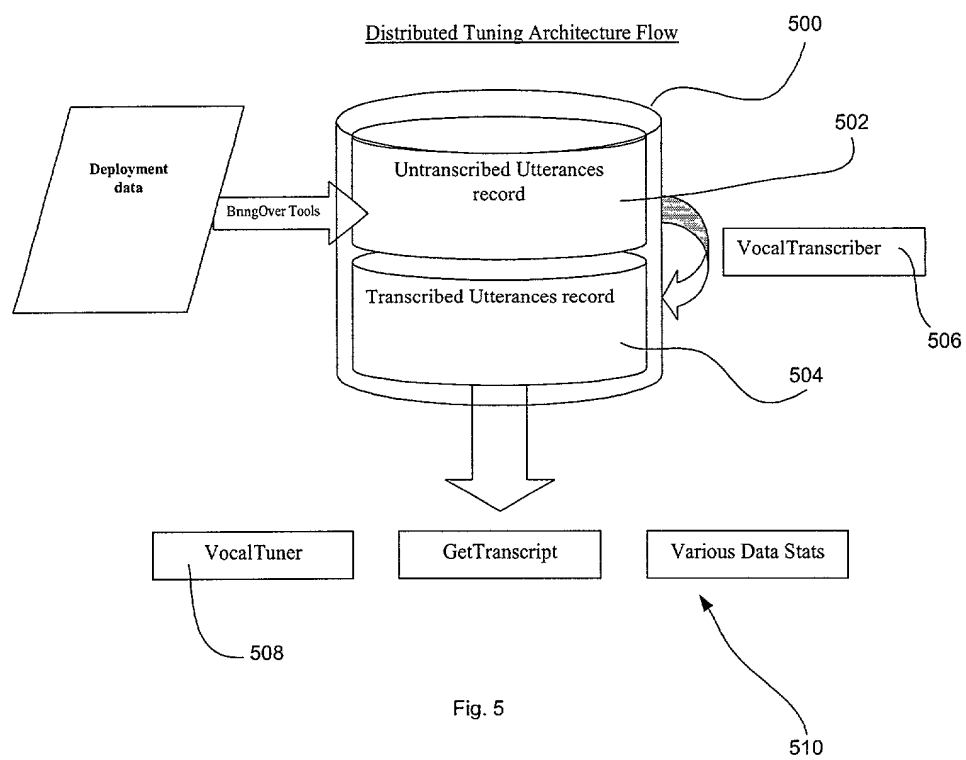 Distributed Tuning Architecture Flow
500
502
Deployment
data
Untranscribed Utterances
record
BnngOver Tools
VocalTranscriber
Transcribed Utterances record
506
504
VocalTuner
GetTranscript
Various Data Stats
508
Fig. 5
510